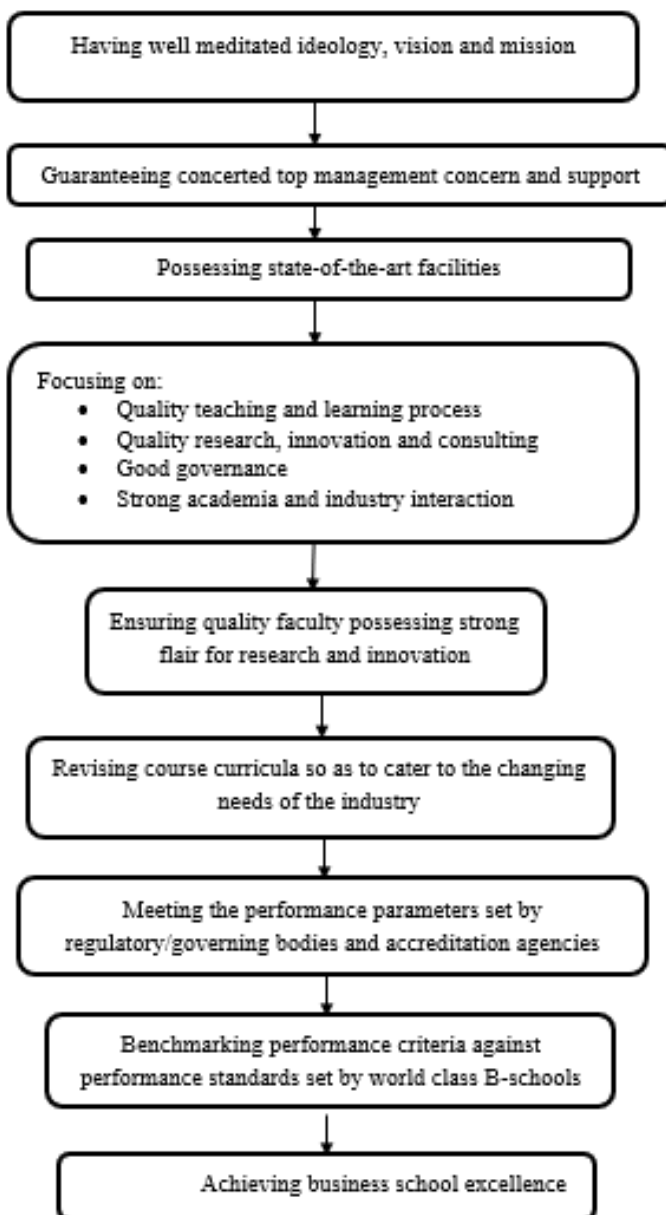 Having well meditated ideology, vision and mission
Guaranteeing concerted top management concern and support
Possessing state-of-the-art facilities
Focusing on:
• Quality teaching and learning process
• Quality research, innovation and consulting
• Good governance
• Strong academia and industry interaction
Ensuring quality faculty possessing strong
flair for research and innovation
Revising course curricula so as to cater to the changing
needs of the industry
Meeting the performance parameters set by
regulatory/governing bodies and accreditation agencies
Benchmarking performance criteria against
performance standards set by world class B-schools
Achieving business school excellence